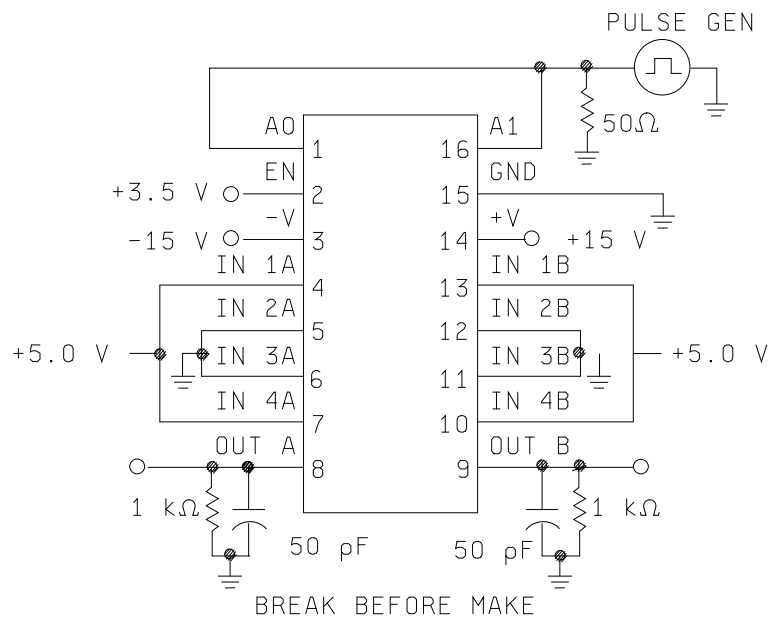 PULSE GEN
A0
1
A1
16
50Ω
EN
+3.5 V
2
GND
15
-V
-15 V
3
+V
14
+15 V
IN 1A
4
IN 1B
13
IN 2A
5
IN 2B
12
+5.0 V
IN 3A
6
IN 3B
11
+5.0 V
IN 4A
7
IN 4B
10
OUT A
8
OUT B
9
1 kΩ
50 pF
50 pF
1 kΩ
BREAK BEFORE MAKE